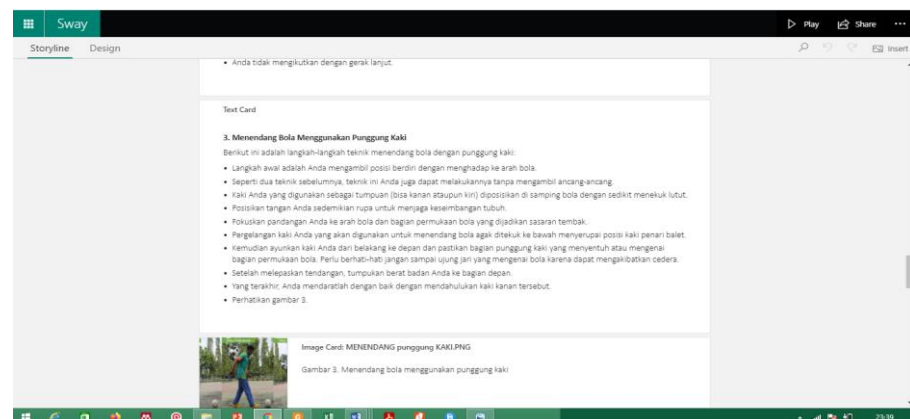 Sway
Play
Share
Storyline
Design
Insert
• Anda tidak mengikutkan dengan gerak lanjut.
Text Card
3. Menendang Bola Menggunakan Punggung Kaki
Berikut ini adalah langkah-langkah teknik menendang bola dengan punggung kaki:
• Langkah awal adalah Anda mengambil posisi berdiri dengan menghadap ke arah bola.
• Seperti dua teknik sebelumnya, teknik ini Anda juga dapat melakukannya tanpa mengambil ancang-ancang.
• Kaki Anda yang digunakan sebagai tumpuan (bisa kanan ataupun kiri) diposisikan di samping bola dengan sedikit menekuk lutut.
• Posisikan tangan Anda sedemikian rupa untuk menjaga keseimbangan tubuh.
• Fokuskan pandangan Anda ke arah bola dan bagian permukaan bola yang dijadikan sasaran tembak.
• Pergelangan kaki Anda yang akan digunakan untuk menendang bola agak ditekuk ke bawah menyerupai posisi kaki penari balet.
• Kemudian ayunkan kaki Anda dari belakang ke depan dan pastikan bagian punggung kaki yang menyentuh atau mengenai
bagian permukaan bola. Perlu berhati-hati jangan sampai ujung jari yang mengenai bola karena dapat mengakibatkan cedera.
• Setelah melepaskan tendangan, tumpukan berat badan Anda ke bagian depan.
• Yang terakhir, Anda mendaratlah dengan baik dengan mendahulukan kaki kanan tersebut.
• Perhatikan gambar 3.
Image Card: MENENDANG punggung KAKI.PNG
Gambar 3. Menendang bola menggunakan punggung kaki
23:39